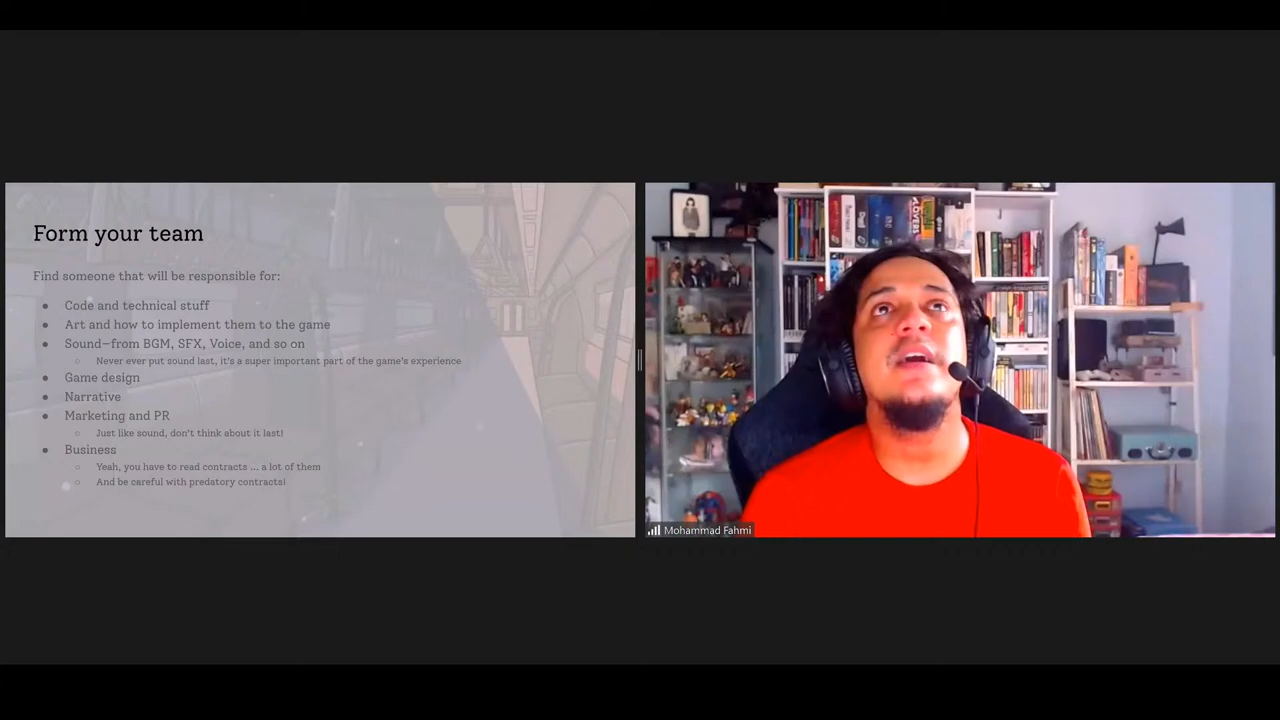 Form your team
Find someone that will be responsible for:
● Code and technical stuff
● Art and how to implement them to the game
● Sound—from BGM, SFX, Voice, and so on
○ Never ever put sound last, it's a super important part of the game's experience
● Game design
● Narrative
● Marketing and PR
○ Just like sound, don't think about it last!
● Business
○ Yeah, you have to read contracts ... a lot of them
○ And be careful with predatory contracts!
Mohammad Fahmi